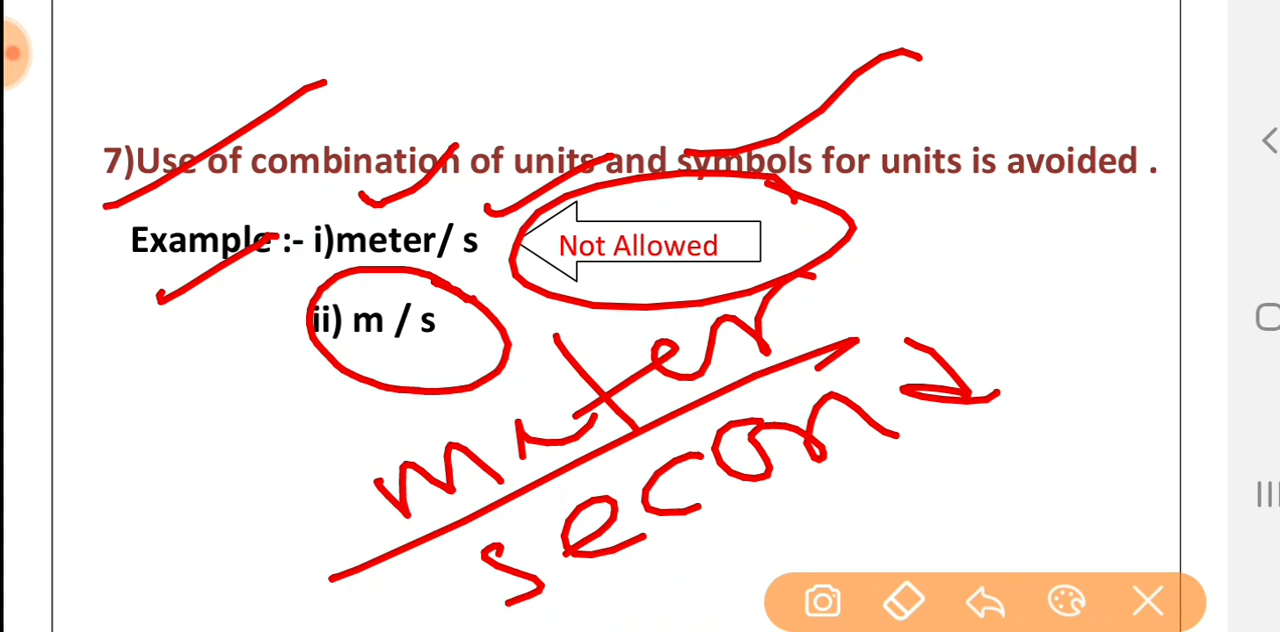 7)Use of combination of units and symbols for units is avoided .
Example :- i)meter/ s
Not Allowed
ii) m / s
meter
second